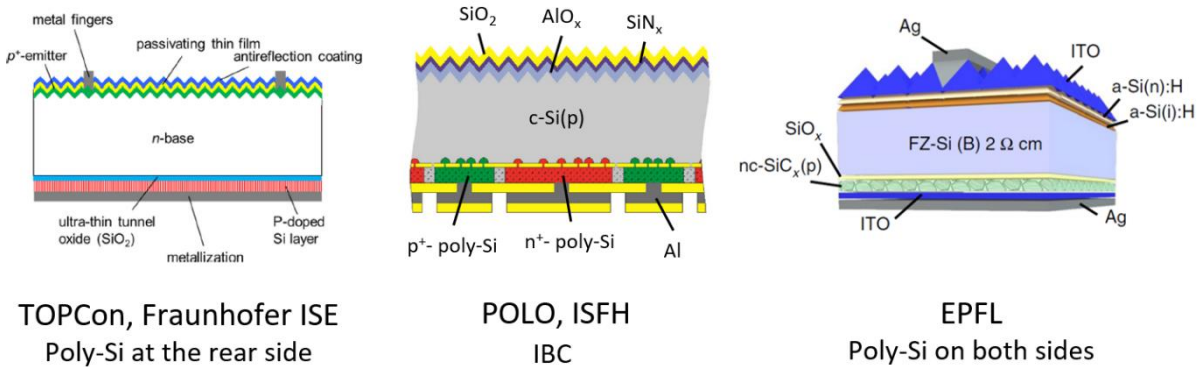 metal fingers
passivating thin film
p⁺-emitter
antireflection coating
n-base
ultra-thin tunnel
oxide (SiO₂)
P-doped
Si layer
metallization
TOPCon, Fraunhofer ISE
Poly-Si at the rear side
SiO₂
AlOₓ
SiNₓ
c-Si(p)
p⁺- poly-Si
n⁺- poly-Si
Al
POLO, ISFH
IBC
Ag
ITO
a-Si(n):H
a-Si(i):H
SiOₓ
FZ-Si (B) 2 Ω cm
nc-SiCₓ(p)
ITO
Ag
EPFL
Poly-Si on both sides